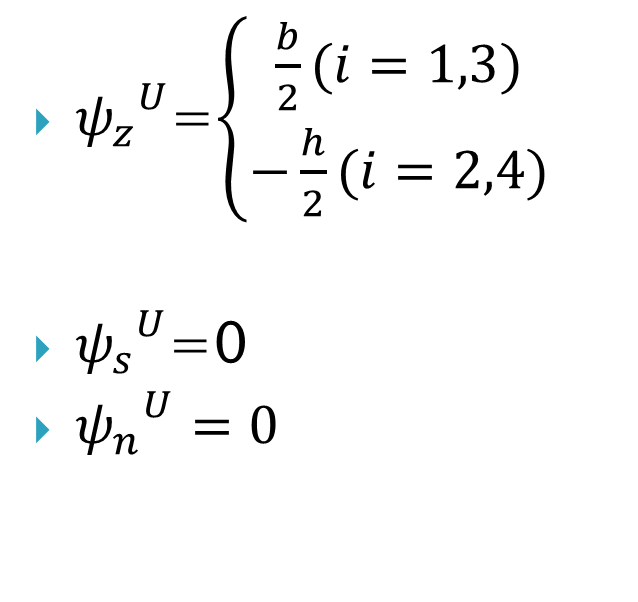 ψ_z^U = { b/2 (i = 1,3)
−h/2 (i = 2,4)
ψ_s^U =0
ψ_n^U = 0